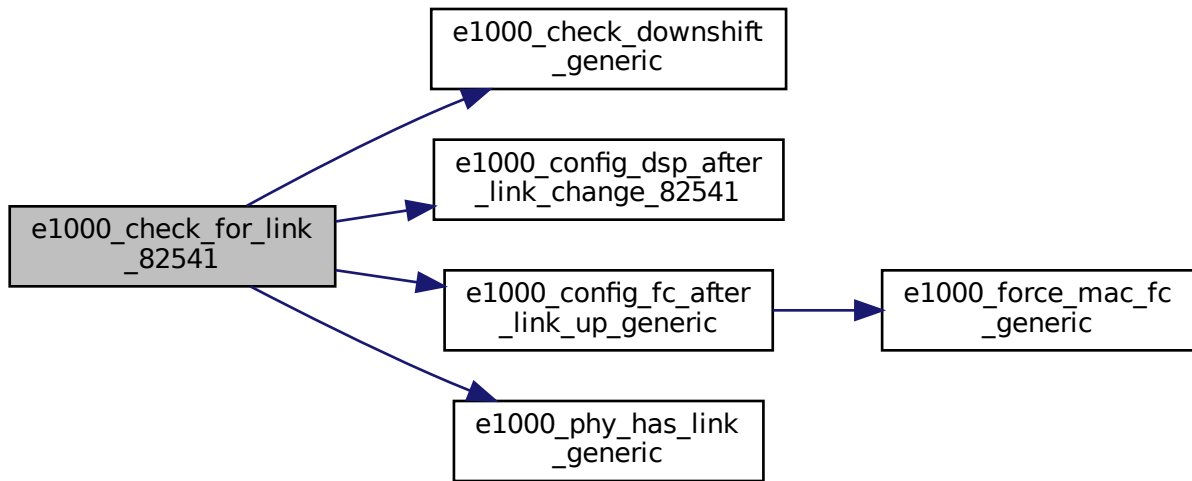 e1000_check_downshift
_generic
e1000_config_dsp_after
_link_change_82541
e1000_check_for_link
_82541
e1000_config_fc_after
_link_up_generic
e1000_force_mac_fc
_generic
e1000_phy_has_link
_generic